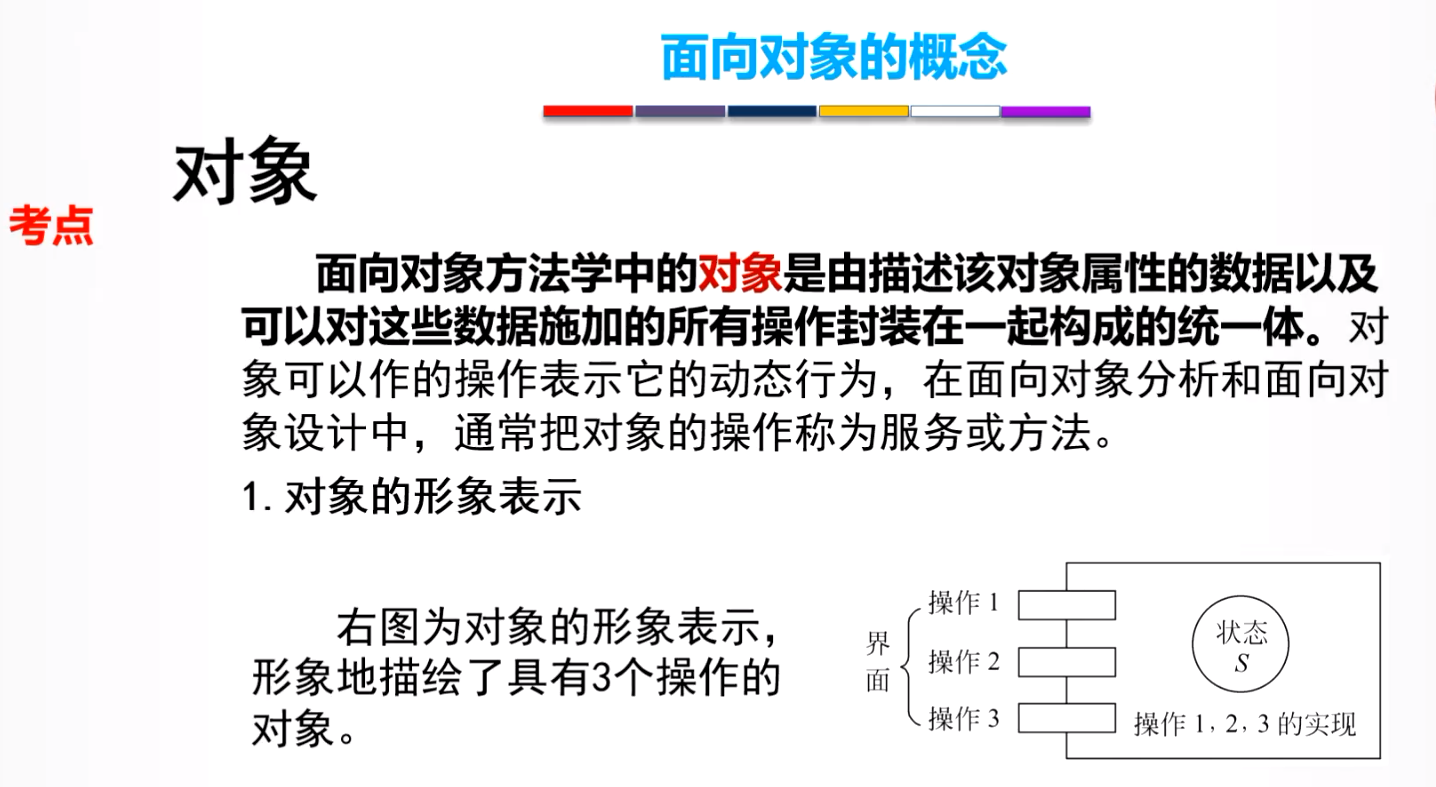 面向对象的概念
对象
考点
面向对象方法学中的对象是由描述该对象属性的数据以及
可以对这些数据施加的所有操作封装在一起构成的统一体。对
象可以作的操作表示它的动态行为，在面向对象分析和面向对
象设计中，通常把对象的操作称为服务或方法。
1.对象的形象表示
右图为对象的形象表示，
形象地描绘了具有3个操作的
对象。
界
面
操作 1
操作 2
操作 3
状态
S
操作 1, 2, 3 的实现